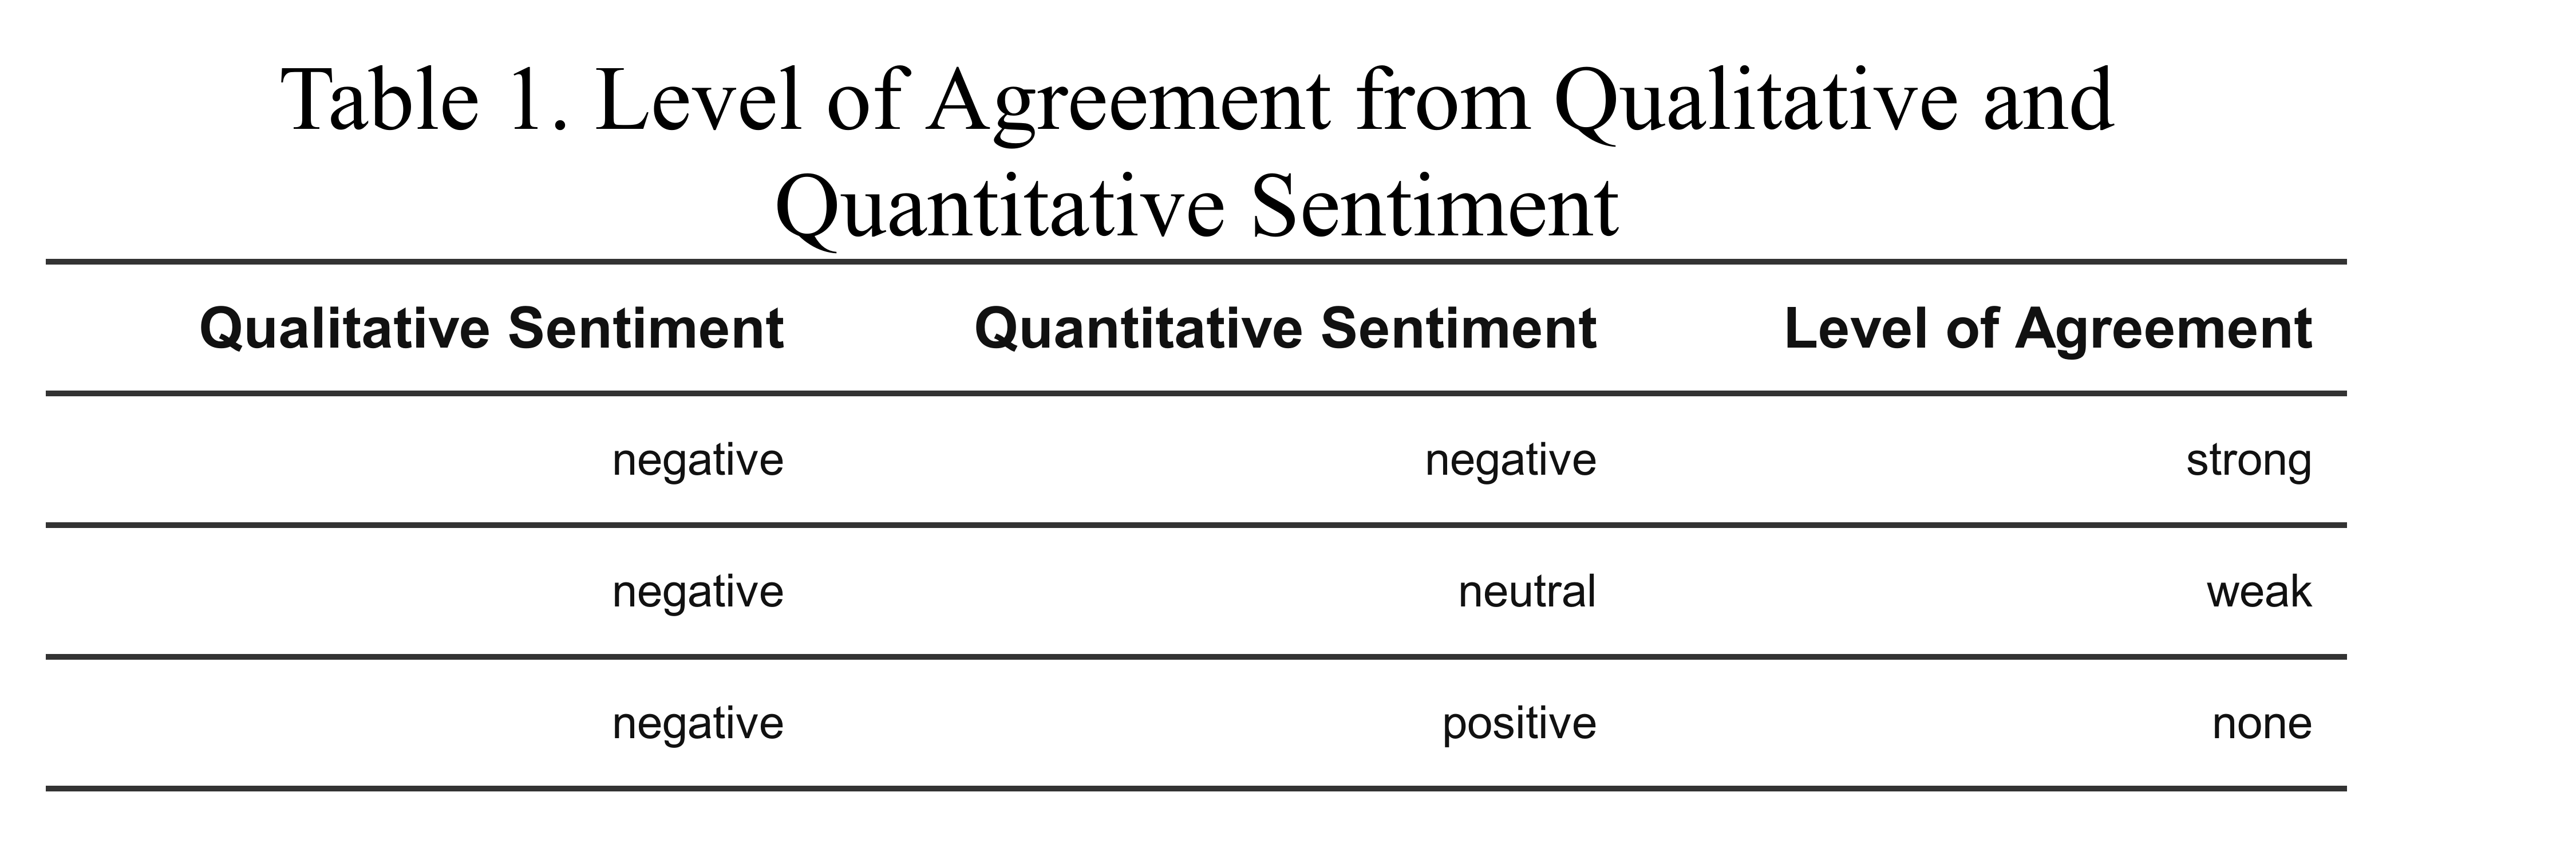 Table 1. Level of Agreement from Qualitative and
Quantitative Sentiment
Qualitative Sentiment Quantitative Sentiment Level of Agreement
negative negative strong
negative neutral weak
negative positive none